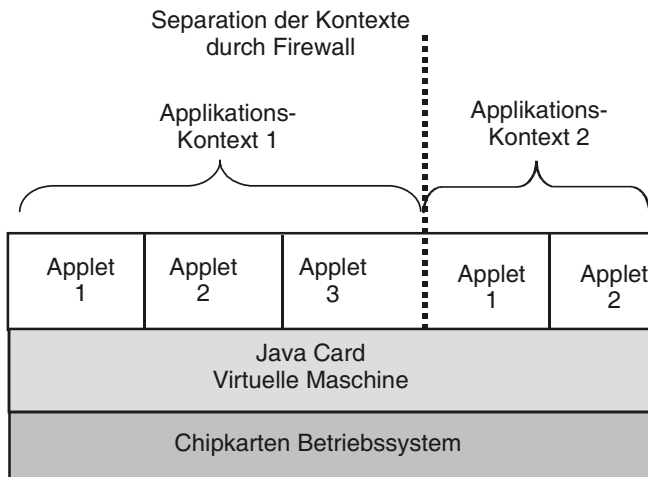 Separation der Kontexte
durch Firewall
Applikations-
Kontext 1
Applikations-
Kontext 2
Applet
1
Applet
2
Applet
3
Applet
1
Applet
2
Java Card
Virtuelle Maschine
Chipkarten Betriebssystem